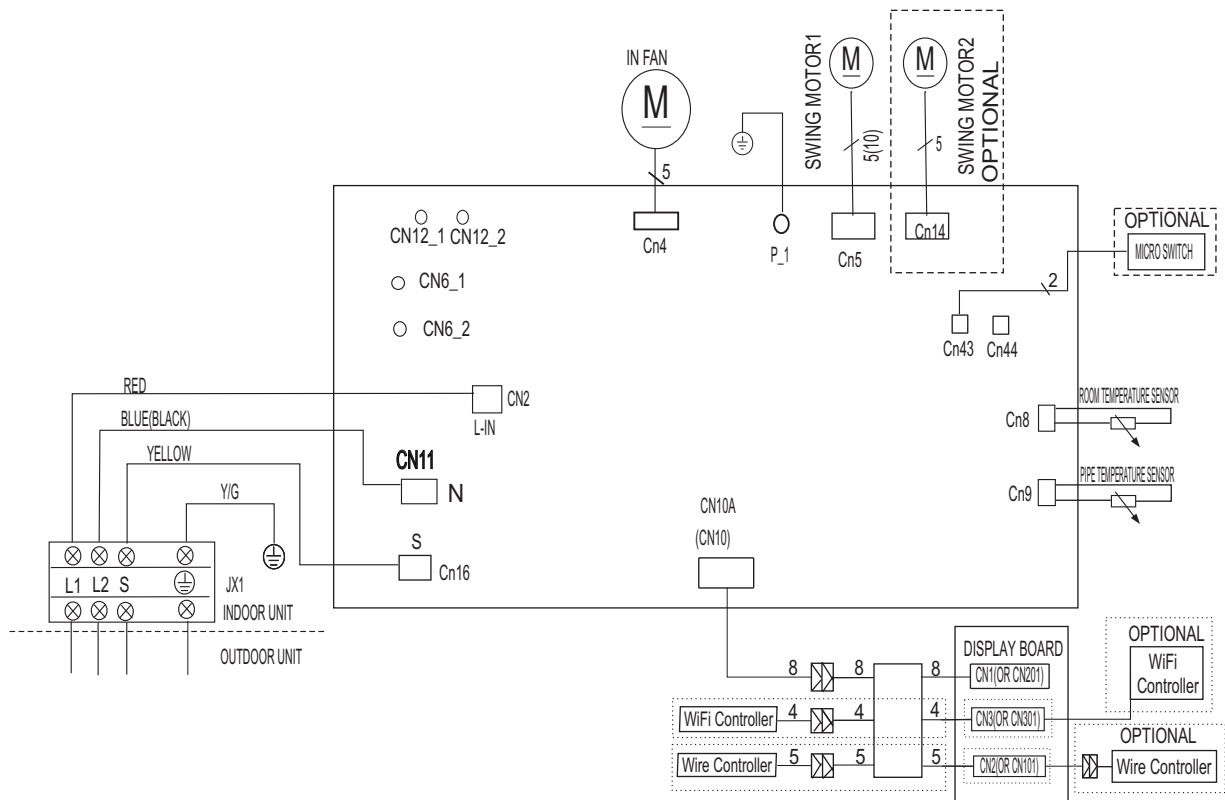 IN FAN
M
5
Cn4
P_1
SWING MOTOR1
M
5(10)
Cn5
SWING MOTOR2
OPTIONAL
M
5
Cn14
OPTIONAL
MICRO SWITCH
2
Cn43 Cn44
CN12_1 CN12_2
CN6_1
CN6_2
RED
CN2
L-IN
BLUE(BLACK)
CN11
N
YELLOW
Y/G
S
Cn16
L1 L2 S
JX1
INDOOR UNIT
OUTDOOR UNIT
ROOM TEMPERATURE SENSOR
Cn8
PIPE TEMPERATURE SENSOR
Cn9
CN10A
(CN10)
DISPLAY BOARD
8 8 8
CN1(OR CN201)
WiFi Controller
4 4 4
CN3(OR CN301)
OPTIONAL
WiFi
Controller
Wire Controller
5 5 5
CN2(OR CN101)
OPTIONAL
Wire Controller